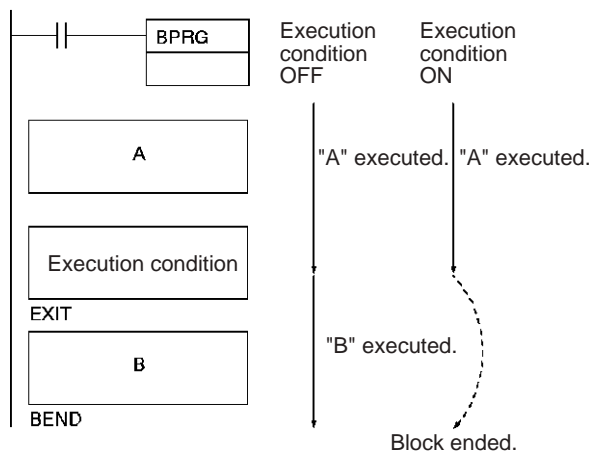 BPRG
Execution
condition
OFF
Execution
condition
ON
A
"A" executed.
"A" executed.
Execution condition
EXIT
B
"B" executed.
BEND
Block ended.